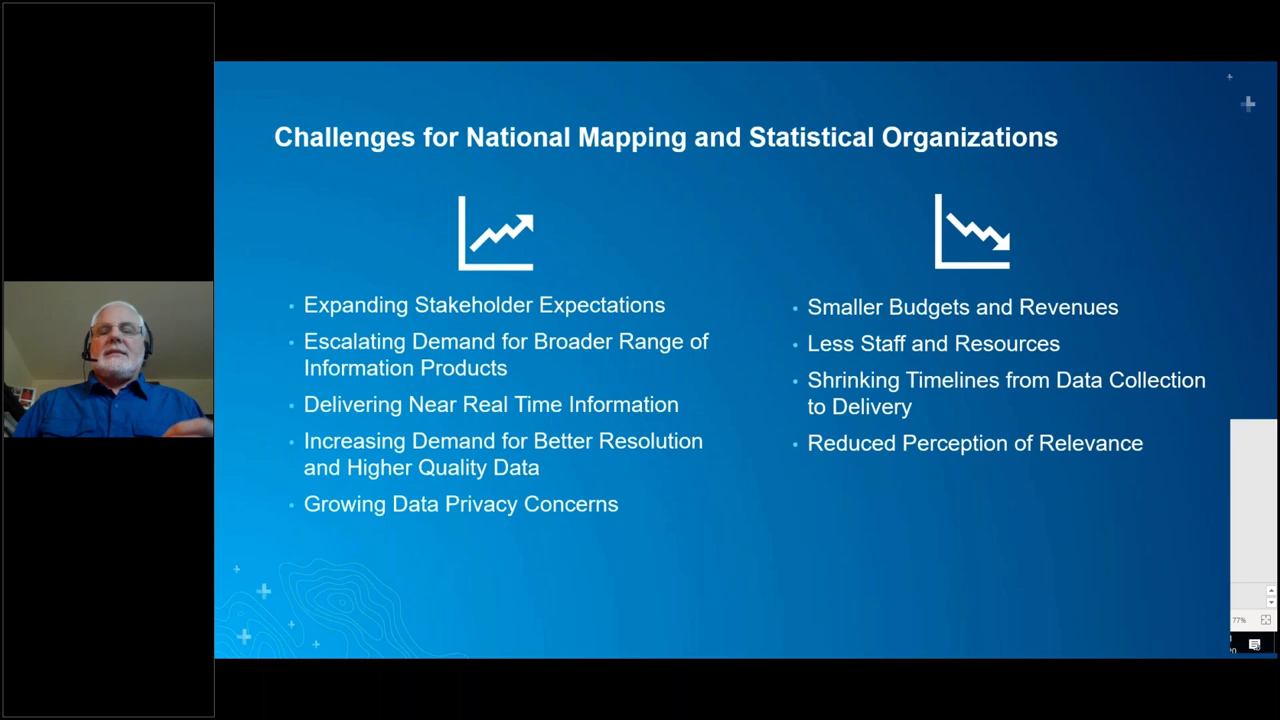 Challenges for National Mapping and Statistical Organizations
Expanding Stakeholder Expectations
Escalating Demand for Broader Range of
Information Products
Delivering Near Real Time Information
Increasing Demand for Better Resolution
and Higher Quality Data
Growing Data Privacy Concerns
Smaller Budgets and Revenues
Less Staff and Resources
Shrinking Timelines from Data Collection
to Delivery
Reduced Perception of Relevance
77%